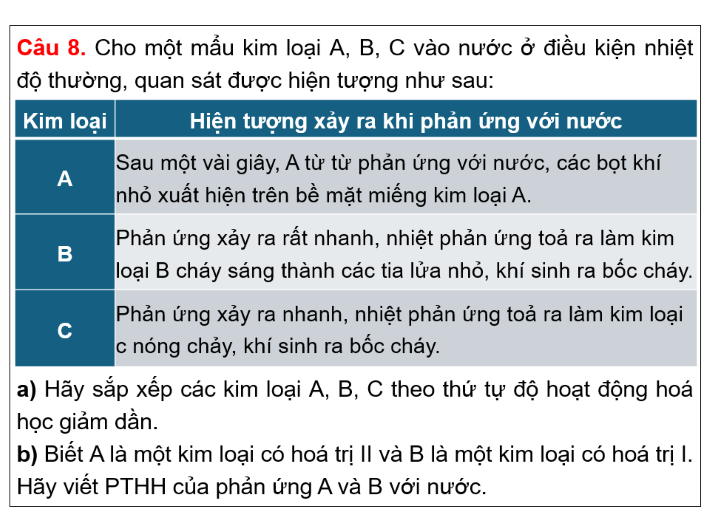 Câu 8. Cho một mẩu kim loại A, B, C vào nước ở điều kiện nhiệt
độ thường, quan sát được hiện tượng như sau:
Kim loại Hiện tượng xảy ra khi phản ứng với nước
A
Sau một vài giây, A từ từ phản ứng với nước, các bọt khí
nhỏ xuất hiện trên bề mặt miếng kim loại A.
B
Phản ứng xảy ra rất nhanh, nhiệt phản ứng toả ra làm kim
loại B cháy sáng thành các tia lửa nhỏ, khí sinh ra bốc cháy.
C
Phản ứng xảy ra nhanh, nhiệt phản ứng toả ra làm kim loại
c nóng chảy, khí sinh ra bốc cháy.
a) Hãy sắp xếp các kim loại A, B, C theo thứ tự độ hoạt động hoá
học giảm dần.
b) Biết A là một kim loại có hoá trị II và B là một kim loại có hoá trị I.
Hãy viết PTHH của phản ứng A và B với nước.